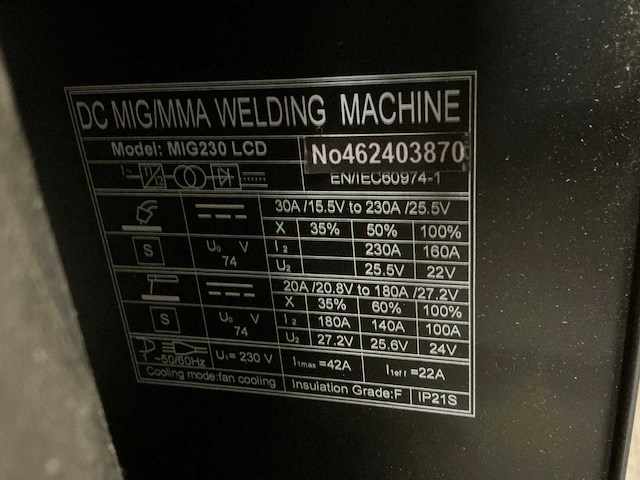 DC MIG/MMA WELDING MACHINE
Model: MIG230 LCD
No462403870
EN/IEC60974-1
30A /15.5V to 230A /25.5V
X 35% 50% 100%
S U₀ V 74
I₂ 230A 160A
U₂ 25.5V 22V
20A /20.8V to 180A /27.2V
X 35% 60% 100%
S U₀ V 74
I₂ 180A 140A 100A
U₂ 27.2V 25.6V 24V
~50/60Hz U₁= 230 V I₁max =42A I₁eff =22A
Cooling mode:fan cooling Insulation Grade:F IP21S